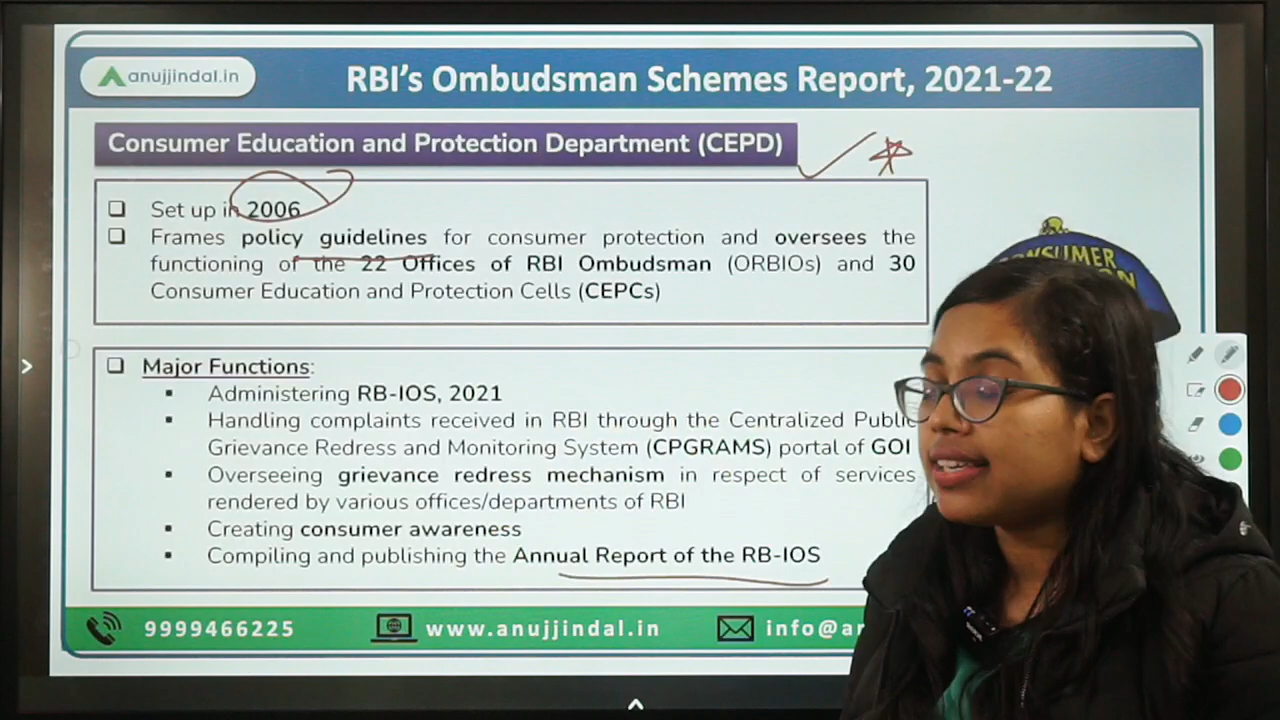 anujjindal.in
RBI's Ombudsman Schemes Report, 2021-22
Consumer Education and Protection Department (CEPD)
❑ Set up in 2006
❑ Frames policy guidelines for consumer protection and oversees the
functioning of the 22 Offices of RBI Ombudsman (ORBIOs) and 30
Consumer Education and Protection Cells (CEPCs)
❑ Major Functions:
▪ Administering RB-IOS, 2021
▪ Handling complaints received in RBI through the Centralized Public
Grievance Redress and Monitoring System (CPGRAMS) portal of GOI
▪ Overseeing grievance redress mechanism in respect of services
rendered by various offices/departments of RBI
▪ Creating consumer awareness
▪ Compiling and publishing the Annual Report of the RB-IOS
9999466225
www.anujjindal.in